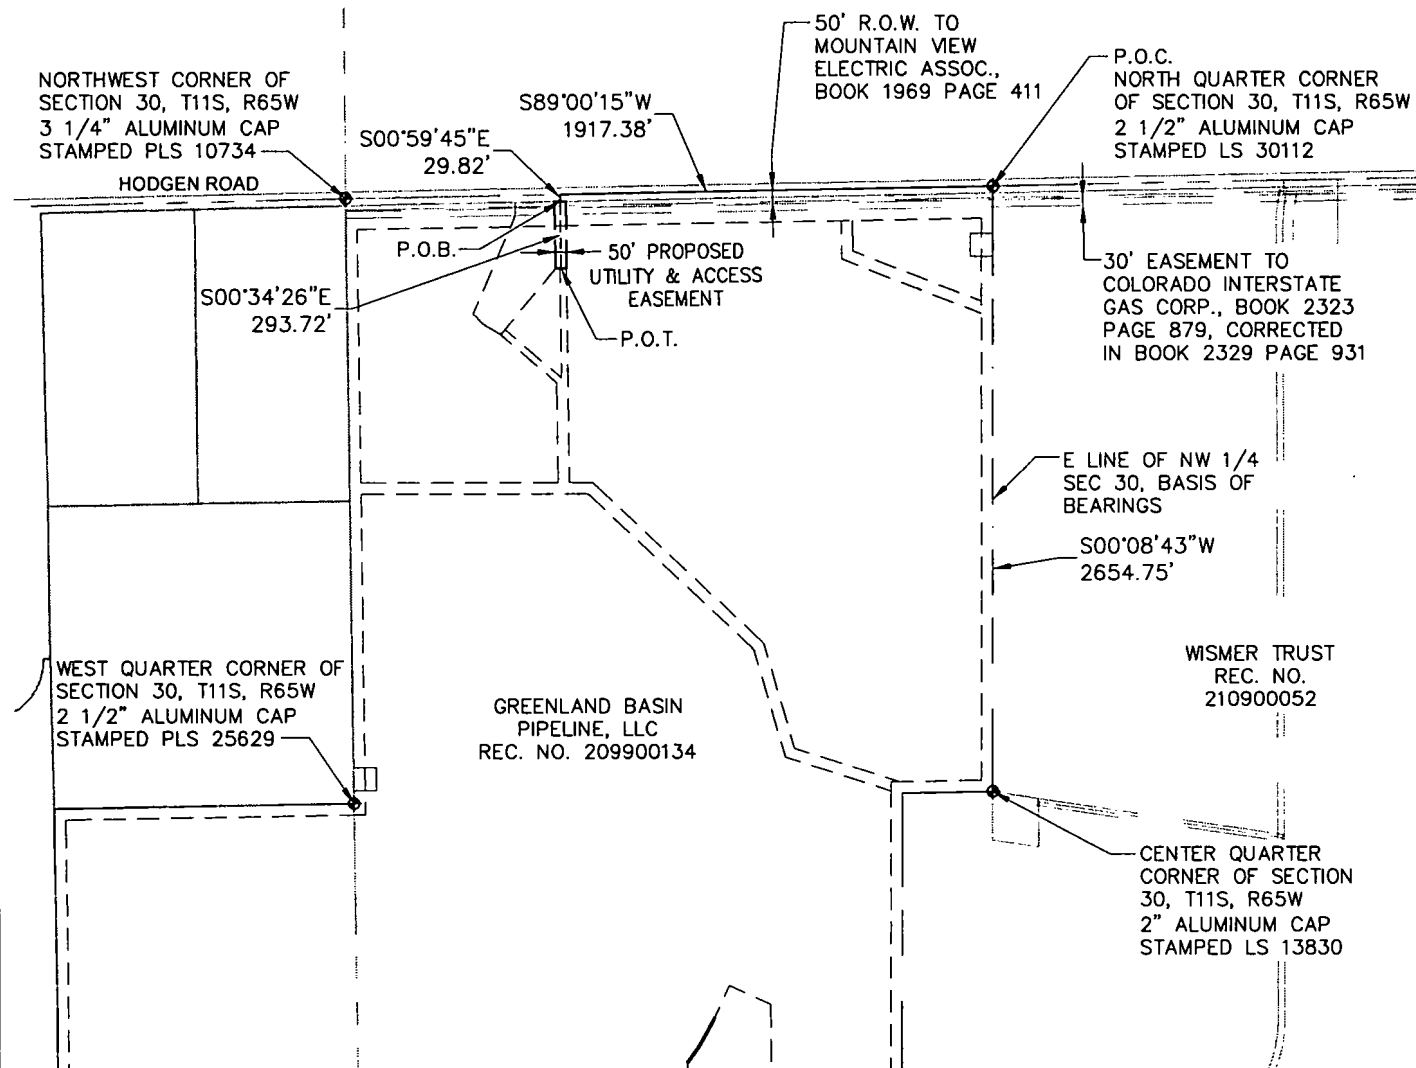 50' R.O.W. TO
MOUNTAIN VIEW
ELECTRIC ASSOC.,
BOOK 1969 PAGE 411
P.O.C.
NORTH QUARTER CORNER
OF SECTION 30, T11S, R65W
2 1/2" ALUMINUM CAP
STAMPED LS 30112
NORTHWEST CORNER OF
SECTION 30, T11S, R65W
3 1/4" ALUMINUM CAP
STAMPED PLS 10734
S89°00'15"W
1917.38'
S00°59'45"E
29.82'
HODGEN ROAD
P.O.B.
50' PROPOSED
UTILITY & ACCESS
EASEMENT
S00°34'26"E
293.72'
P.O.T.
30' EASEMENT TO
COLORADO INTERSTATE
GAS CORP., BOOK 2323
PAGE 879, CORRECTED
IN BOOK 2329 PAGE 931
E LINE OF NW 1/4
SEC 30, BASIS OF
BEARINGS
S00°08'43"W
2654.75'
WEST QUARTER CORNER OF
SECTION 30, T11S, R65W
2 1/2" ALUMINUM CAP
STAMPED PLS 25629
GREENLAND BASIN
PIPELINE, LLC
REC. NO. 209900134
WISMER TRUST
REC. NO.
210900052
CENTER QUARTER
CORNER OF SECTION
30, T11S, R65W
2" ALUMINUM CAP
STAMPED LS 13830